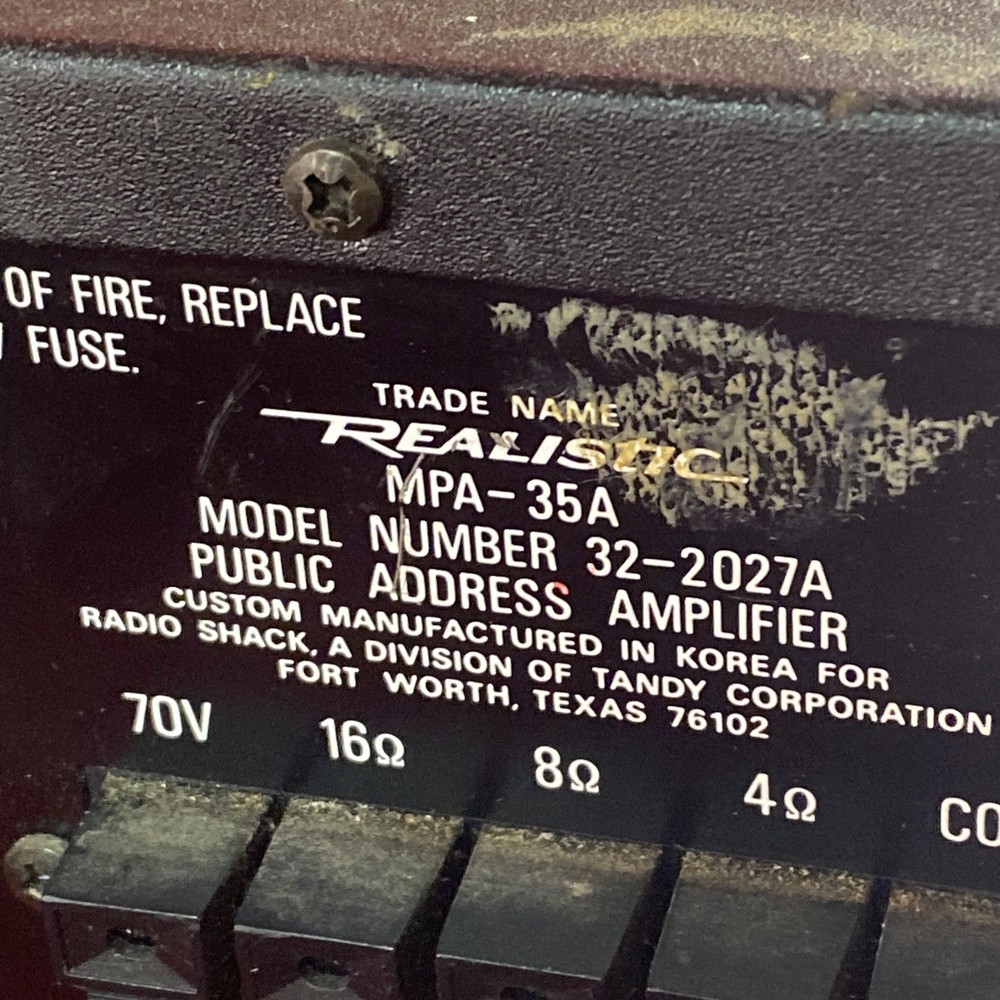 OF FIRE, REPLACE
FUSE.
TRADE NAME
REALISTIC
MPA-35A
MODEL NUMBER 32-2027A
PUBLIC ADDRESS AMPLIFIER
CUSTOM MANUFACTURED IN KOREA FOR
RADIO SHACK, A DIVISION OF TANDY CORPORATION
FORT WORTH, TEXAS 76102
70V 16Ω 8Ω 4Ω CO